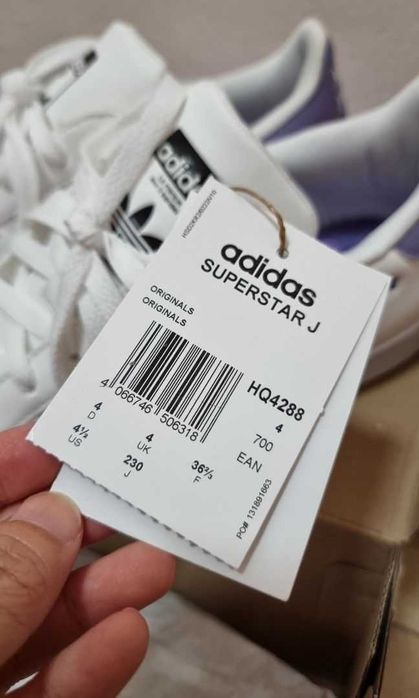 adidas
adidas
SUPERSTAR J
ORIGINALS
ORIGINALS
HQ4288
4 066746 506318
4
700
EAN
4
D
4½
US
4
UK
230
J
36⅔
F
PO# 131891663